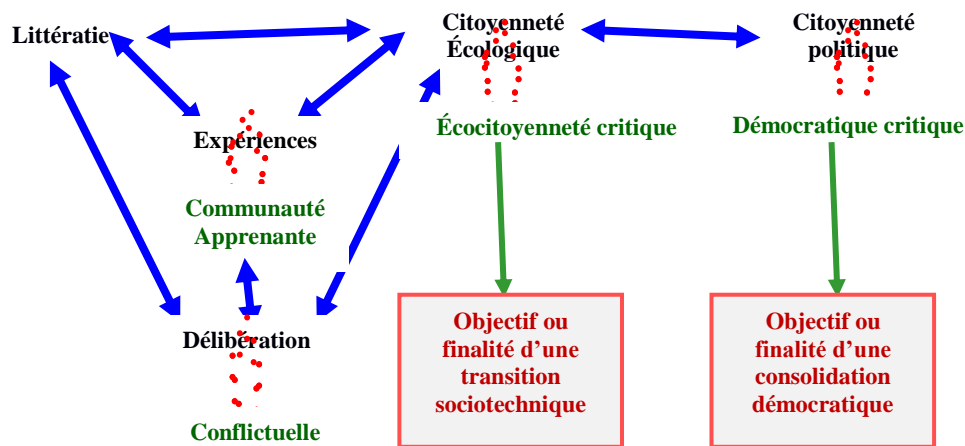 Littératie
Citoyenneté
Écologique
Citoyenneté
politique
Expériences
Écocitoyenneté critique
Démocratique critique
Communauté
Apprenante
Délibération
Conflictuelle
Objectif ou
finalité d’une
transition
sociotechnique
Objectif ou
finalité d’une
consolidation
démocratique